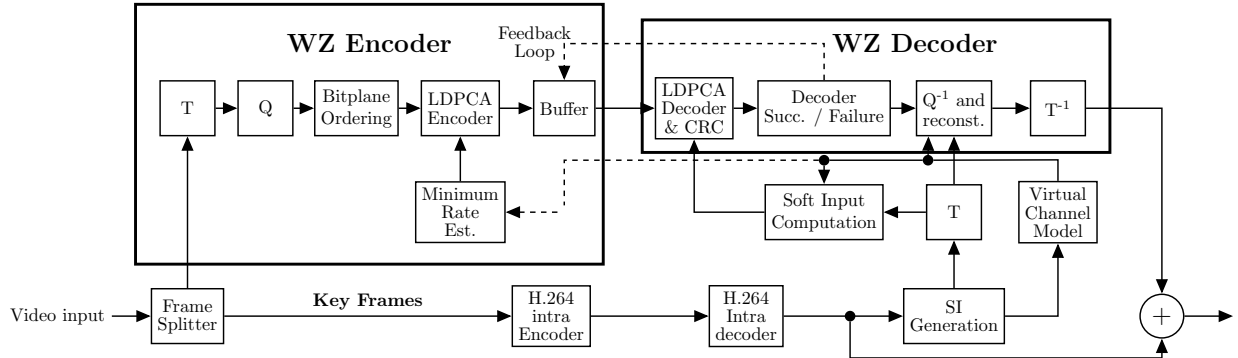 WZ Encoder
Feedback
Loop
WZ Decoder
T
Q
Bitplane
Ordering
LDPCA
Encoder
Buffer
LDPCA
Decoder
& CRC
Decoder
Succ. / Failure
Q⁻¹ and
reconst.
T⁻¹
Minimum
Rate
Est.
Soft Input
Computation
T
Virtual
Channel
Model
Video input
Frame
Splitter
Key Frames
H.264
intra
Encoder
H.264
Intra
decoder
SI
Generation
+